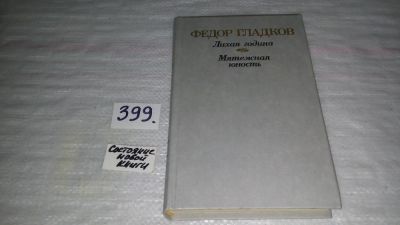 ФЕДОР ГЛАДКОВ
Лихая година
Мятежная
юность
399.
Состояние
новой
книги